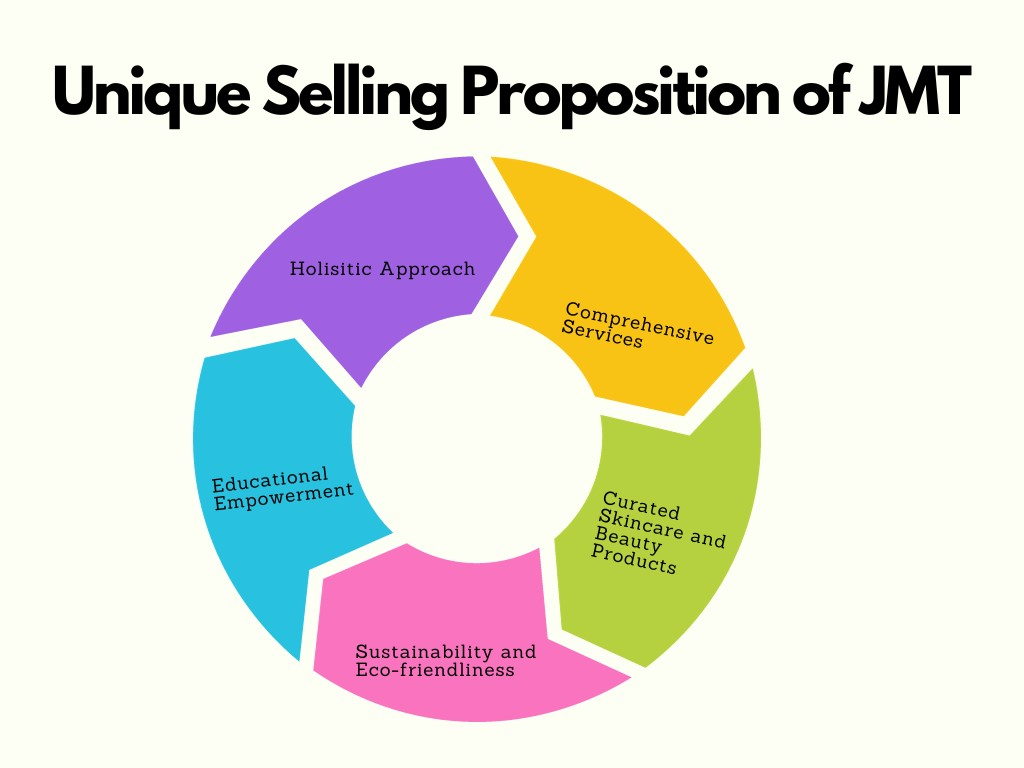 Unique Selling Proposition of JMT
Holisitic Approach
Comprehensive
Services
Curated
Skincare and
Beauty
Products
Sustainability and
Eco-friendliness
Educational
Empowerment